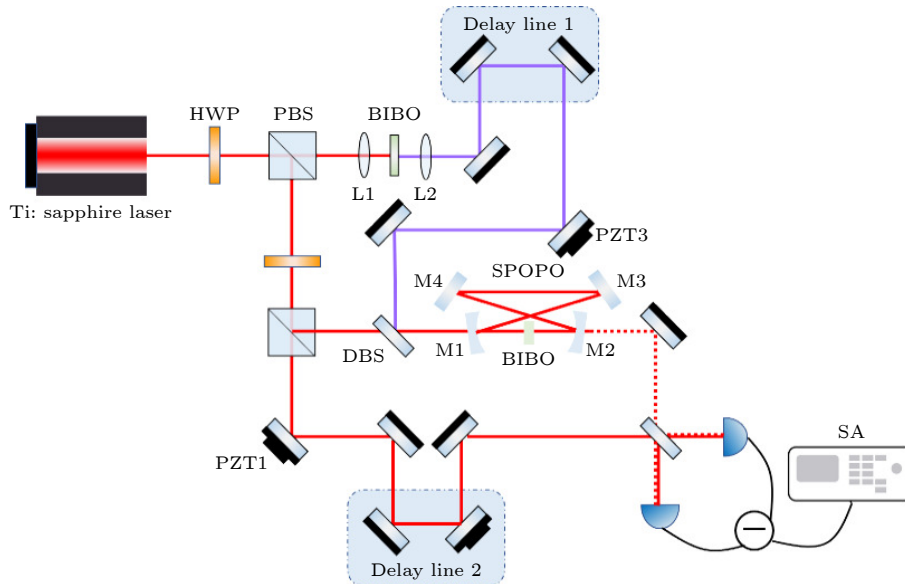 Delay line 1
HWP
PBS
BIBO
L1
L2
Ti: sapphire laser
PZT3
SPOPO
M4
M3
DBS
M1
BIBO
M2
PZT1
SA
Delay line 2